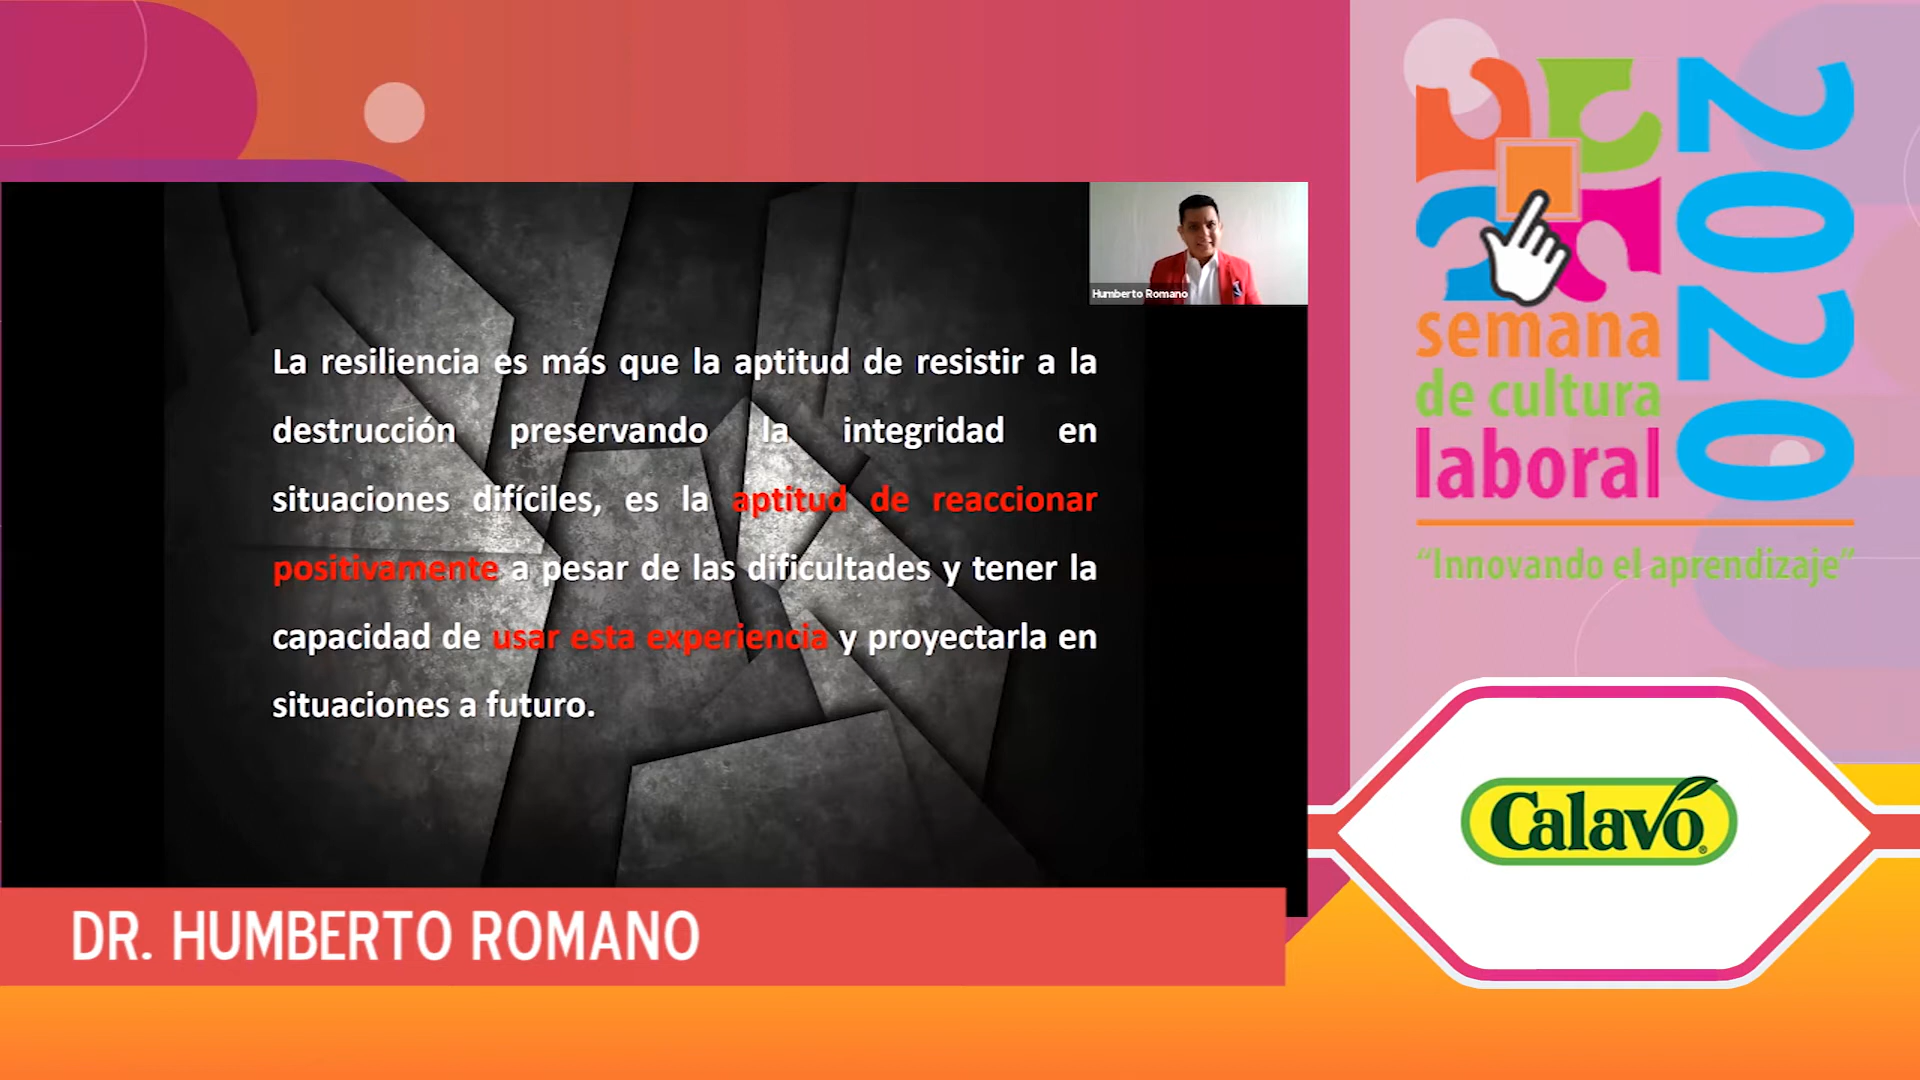 Humberto Romano
La resiliencia es más que la aptitud de resistir a la
destrucción preservando la integridad en
situaciones difíciles, es la aptitud de reaccionar
positivamente a pesar de las dificultades y tener la
capacidad de usar esta experiencia y proyectarla en
situaciones a futuro.
DR. HUMBERTO ROMANO
2020
semana
de cultura
laboral
“Innovando el aprendizaje”
Calavo®